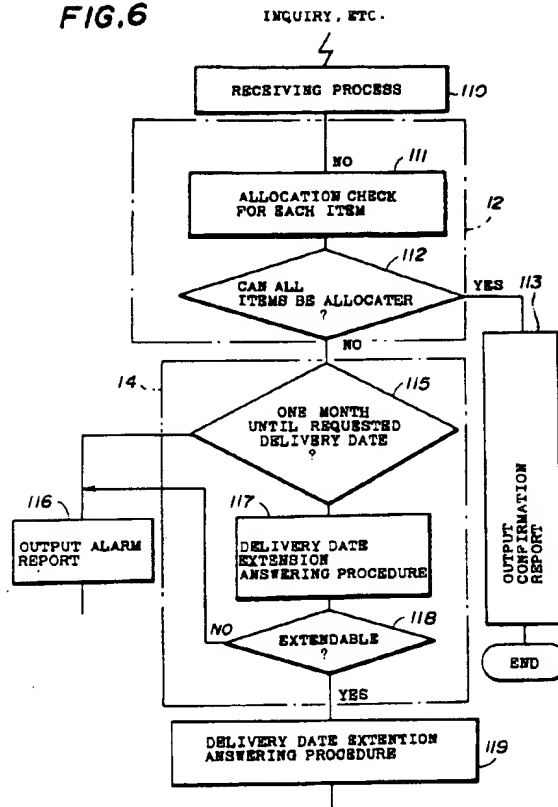 FIG.6
INQUIRY, ETC.
RECEIVING PROCESS
110
NO
111
ALLOCATION CHECK
FOR EACH ITEM
12
112
CAN ALL
ITEMS BE ALLOCATER
?
YES
113
NO
14
115
ONE MONTH
UNTIL REQUESTED
DELIVERY DATE
?
116
OUTPUT ALARM
REPORT
117
DELIVERY DATE
EXTENSION
ANSWERING PROCEDURE
OUTPUT
CONFIRMATION
REPORT
118
NO
EXTENDABLE
?
END
YES
DELIVERY DATE EXTENTION
ANSWERING PROCEDURE
119